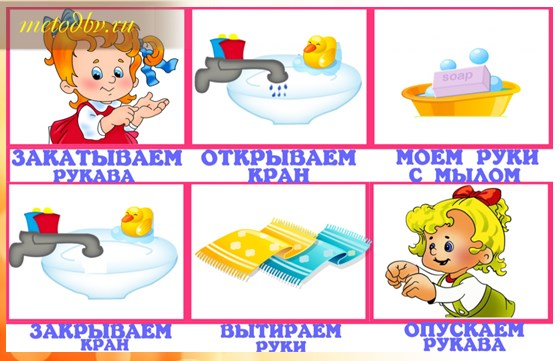 metodbv.ru
ЗАКАТЫВАЕМ
РУКАВА
ОТКРЫВАЕМ
КРАН
МОЕМ РУКИ
С МЫЛОМ
soap
ЗАКРЫВАЕМ
КРАН
ВЫТИРАЕМ
РУКИ
ОПУСКАЕМ
РУКАВА